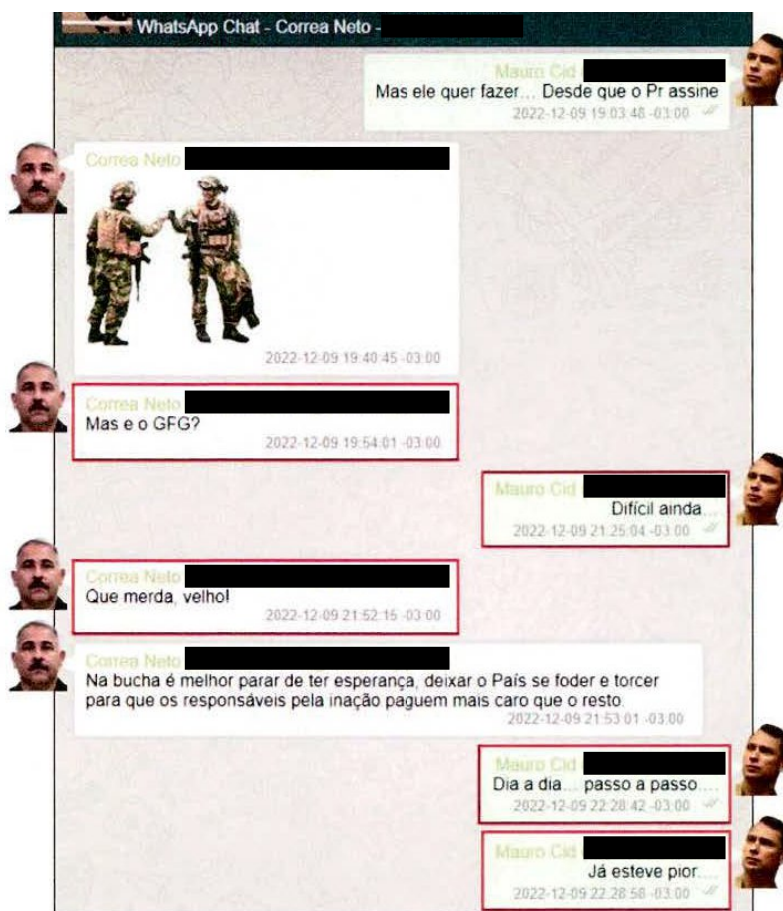 WhatsApp Chat - Correa Neto -
Mauro Cid
Mas ele quer fazer... Desde que o Pr assine
2022-12-09 19:03:48 -03:00
Correa Neto
2022-12-09 19:40:45 -03:00
Correa Neto
Mas e o GFG?
2022-12-09 19:54:01 -03:00
Mauro Cid
Difícil ainda...
2022-12-09 21:25:04 -03:00
Correa Neto
Que merda, velho!
2022-12-09 21:52:15 -03:00
Correa Neto
Na bucha é melhor parar de ter esperança, deixar o País se foder e torcer
para que os responsáveis pela inação paguem mais caro que o resto.
2022-12-09 21:53:01 -03:00
Mauro Cid
Dia a dia... passo a passo....
2022-12-09 22:28:42 -03:00
Mauro Cid
Já esteve pior....
2022-12-09 22:28:58 -03:00